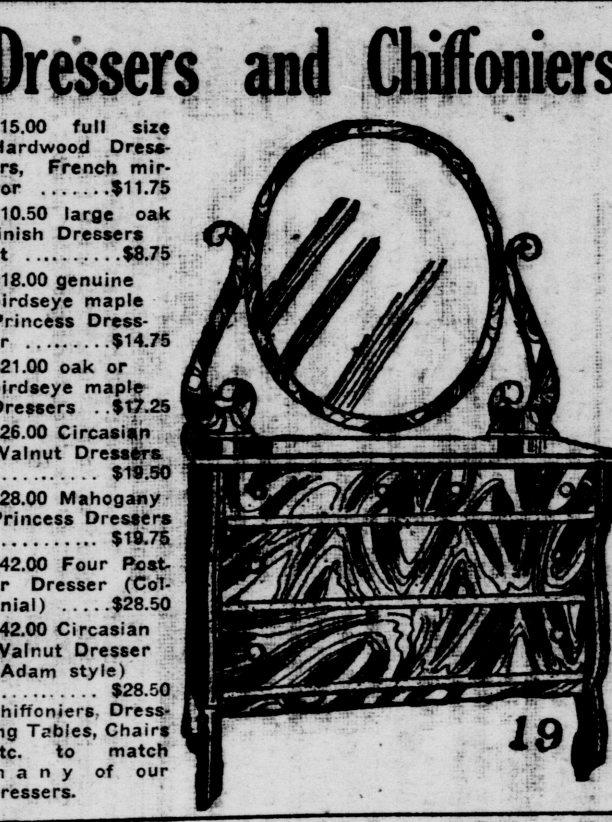 Dressers and Chiffoniers
15.00 full size
Hardwood Dress-
rs, French mir-
or .......$11.75
10.50 large oak
inish Dressers
t ..........$8.75
18.00 genuine
irdseye maple
Princess Dress-
r .........$14.75
21.00 oak or
irdseye maple
Dressers ..$17.25
26.00 Circasian
Walnut Dressers
.......... $19.50
28.00 Mahogany
Princess Dressers
.......... $19.75
42.00 Four Post-
r Dresser (Col-
nial) .....$28.50
42.00 Circasian
Walnut Dresser
Adam style)
.......... $28.50
hiffoniers, Dress-
ng Tables, Chairs
tc. to match
many of our
ressers.
19